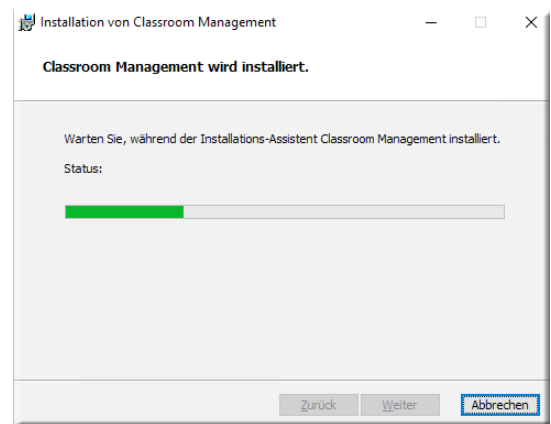 Installation von Classroom Management
Classroom Management wird installiert.
Warten Sie, während der Installations-Assistent Classroom Management installiert.
Status:
Zurück Weiter Abbrechen